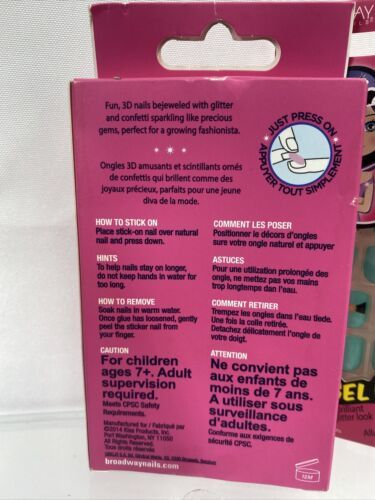 Fun, 3D nails bejeweled with glitter
and confetti sparkling like precious
gems, perfect for a growing fashionista.
Ongles 3D amusants et scintillants ornés
de confettis qui brillent comme des
joyaux précieux, parfaits pour une jeune
diva de la mode.
JUST PRESS ON
APPUYER TOUT SIMPLEMENT
HOW TO STICK ON
Place stick-on nail over natural
nail and press down.
HINTS
To help nails stay on longer,
do not keep hands in water for
too long.
HOW TO REMOVE
Soak nails in warm water.
Once glue has loosened, gently
peel the sticker nail from
your finger.
CAUTION
For children
ages 7+. Adult
supervision
required.
Meets CPSC Safety
Requirements.
COMMENT LES POSER
Positionner le décors d'ongles
sure votre ongle naturel et appuyer
ASTUCES
Pour une utilization prolongée des
ongle, ne mettez pas vos mains
trop longtemps dan l'eau.
COMMENT RETIRER
Trempez les ongles dans l'eau tiede.
Une fois la colle retirée.
Detachez délicatement l'ongle de
votre doigt.
ATTENTION
Ne convient pas
aux enfants de
moins de 7 ans.
A utiliser sous
surveillance
d'adultes.
Conforme aux exigences de
sécurité CPSC.
Manufactured for / Fabriqué par
©2014 Kiss Products, Inc.
Port Washington, NY 11050
All Rights Reserved
Tous droits réservés
broadwaynails.com
12M
AY
GEL
brilliant
glitter look